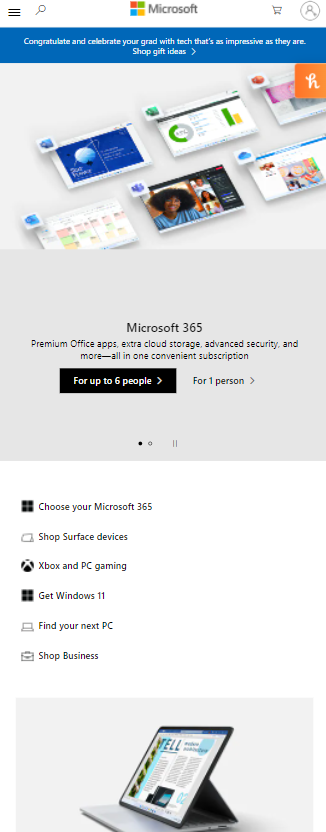 Microsoft
Congratulate and celebrate your grad with tech that's as impressive as they are.
Shop gift ideas
Microsoft 365
Premium Office apps, extra cloud storage, advanced security, and
more—all in one convenient subscription
For up to 6 people
For 1 person
Choose your Microsoft 365
Shop Surface devices
Xbox and PC gaming
Get Windows 11
Find your next PC
Shop Business
TELL